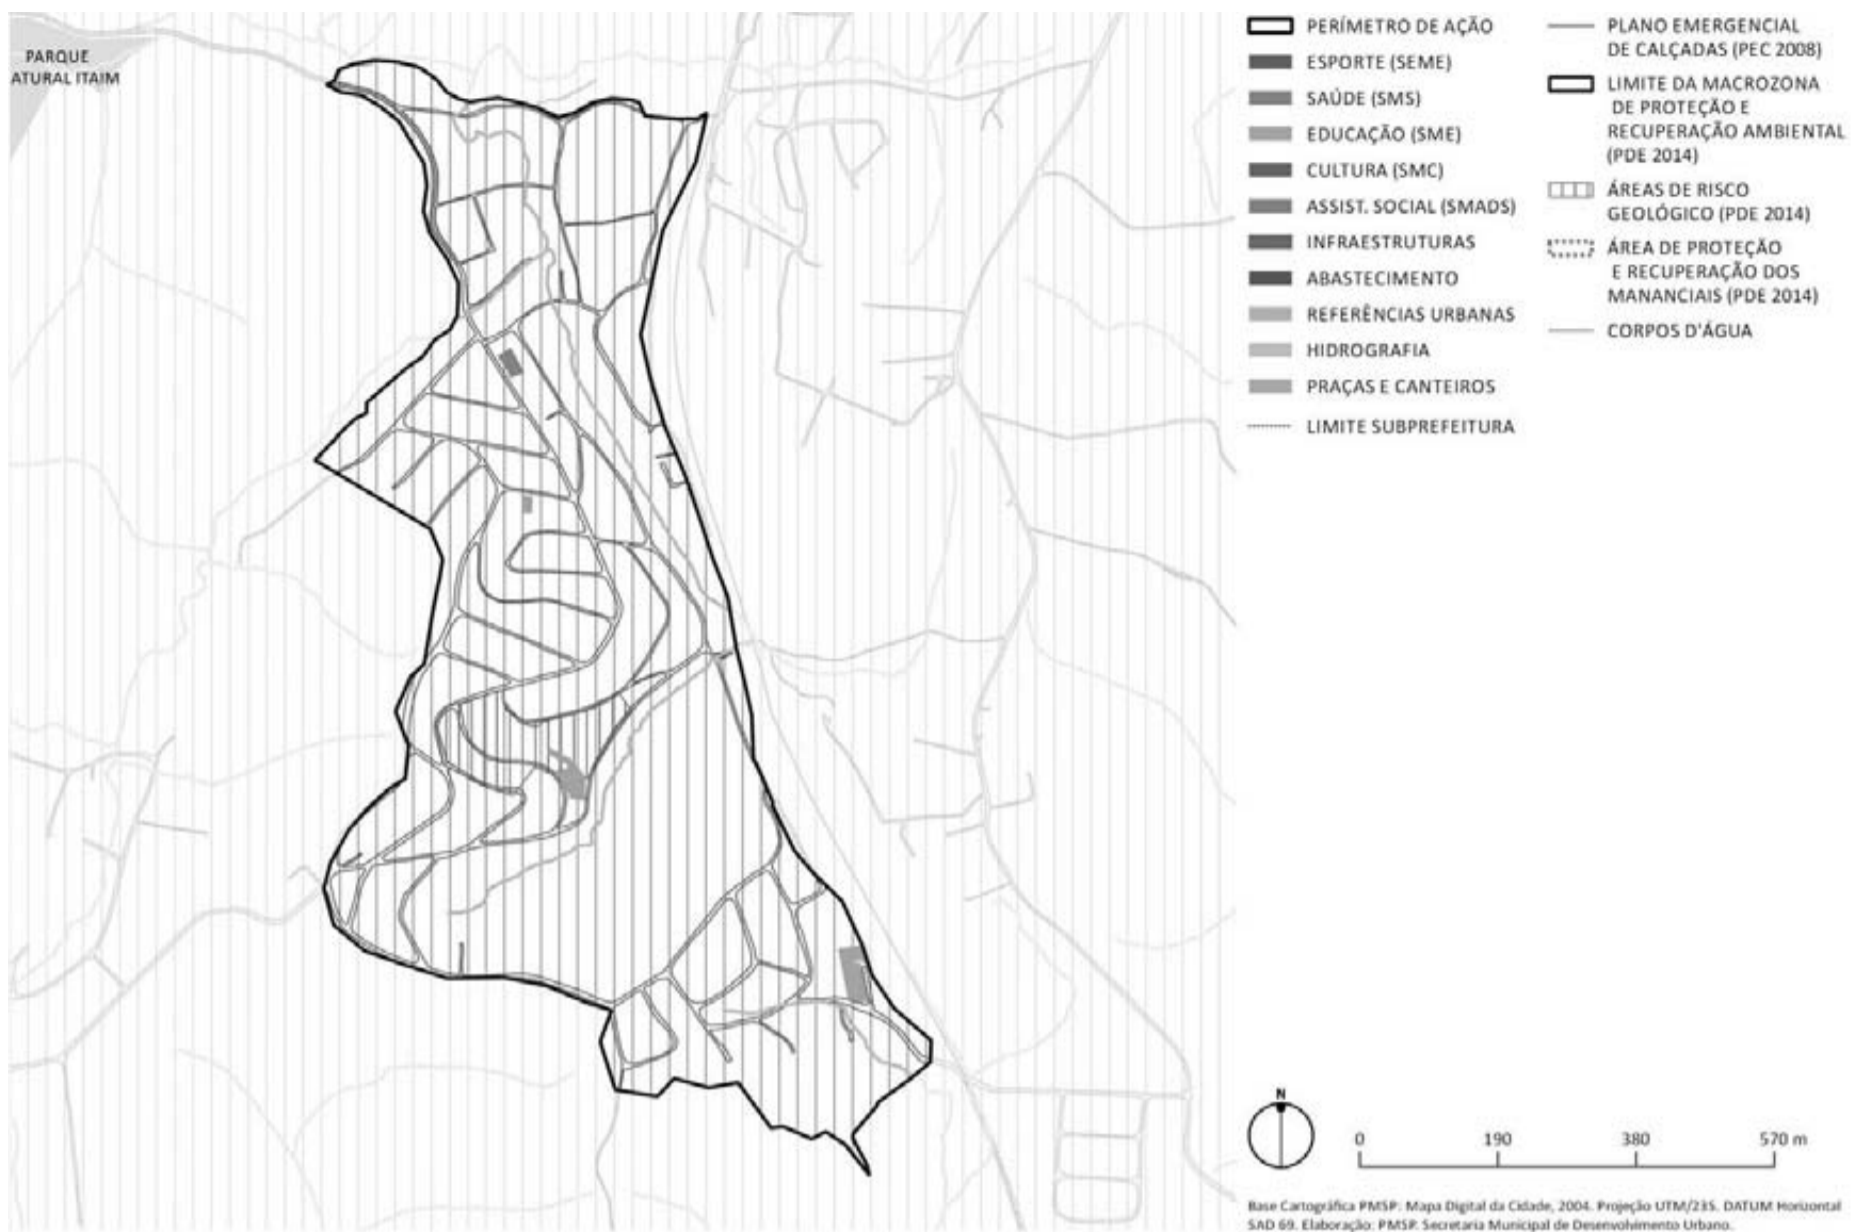 PARQUE
ATURAL ITAIM
PERÍMETRO DE AÇÃO
ESPORTE (SEME)
SAÚDE (SMS)
EDUCAÇÃO (SME)
CULTURA (SMC)
ASSIST. SOCIAL (SMADS)
INFRAESTRUTURAS
ABASTECIMENTO
REFERÊNCIAS URBANAS
HIDROGRAFIA
PRAÇAS E CANTEIROS
LIMITE SUBPREFEITURA
PLANO EMERGENCIAL
DE CALÇADAS (PEC 2008)
LIMITE DA MACROZONA
DE PROTEÇÃO E
RECUPERAÇÃO AMBIENTAL
(PDE 2014)
ÁREAS DE RISCO
GEOLÓGICO (PDE 2014)
ÁREA DE PROTEÇÃO
E RECUPERAÇÃO DOS
MANANCIAIS (PDE 2014)
CORPOS D'ÁGUA
N
0 190 380 570 m
Base Cartográfica PMSP: Mapa Digital da Cidade, 2004. Projeção UTM/23S. DATUM Horizontal
SAD 69. Elaboração: PMSP. Secretaria Municipal de Desenvolvimento Urbano.